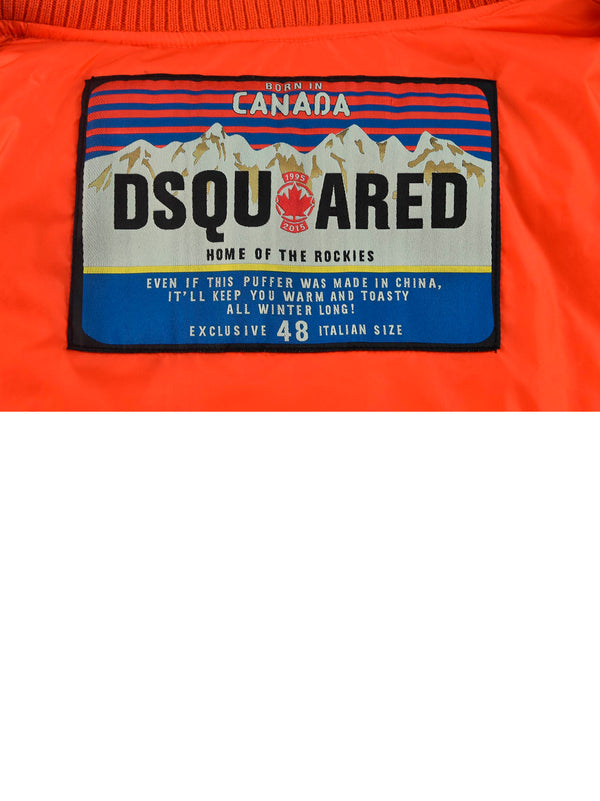 BORN IN
CANADA
1995
DSQU ARED
2015
HOME OF THE ROCKIES
EVEN IF THIS PUFFER WAS MADE IN CHINA,
IT'LL KEEP YOU WARM AND TOASTY
ALL WINTER LONG!
EXCLUSIVE 48 ITALIAN SIZE